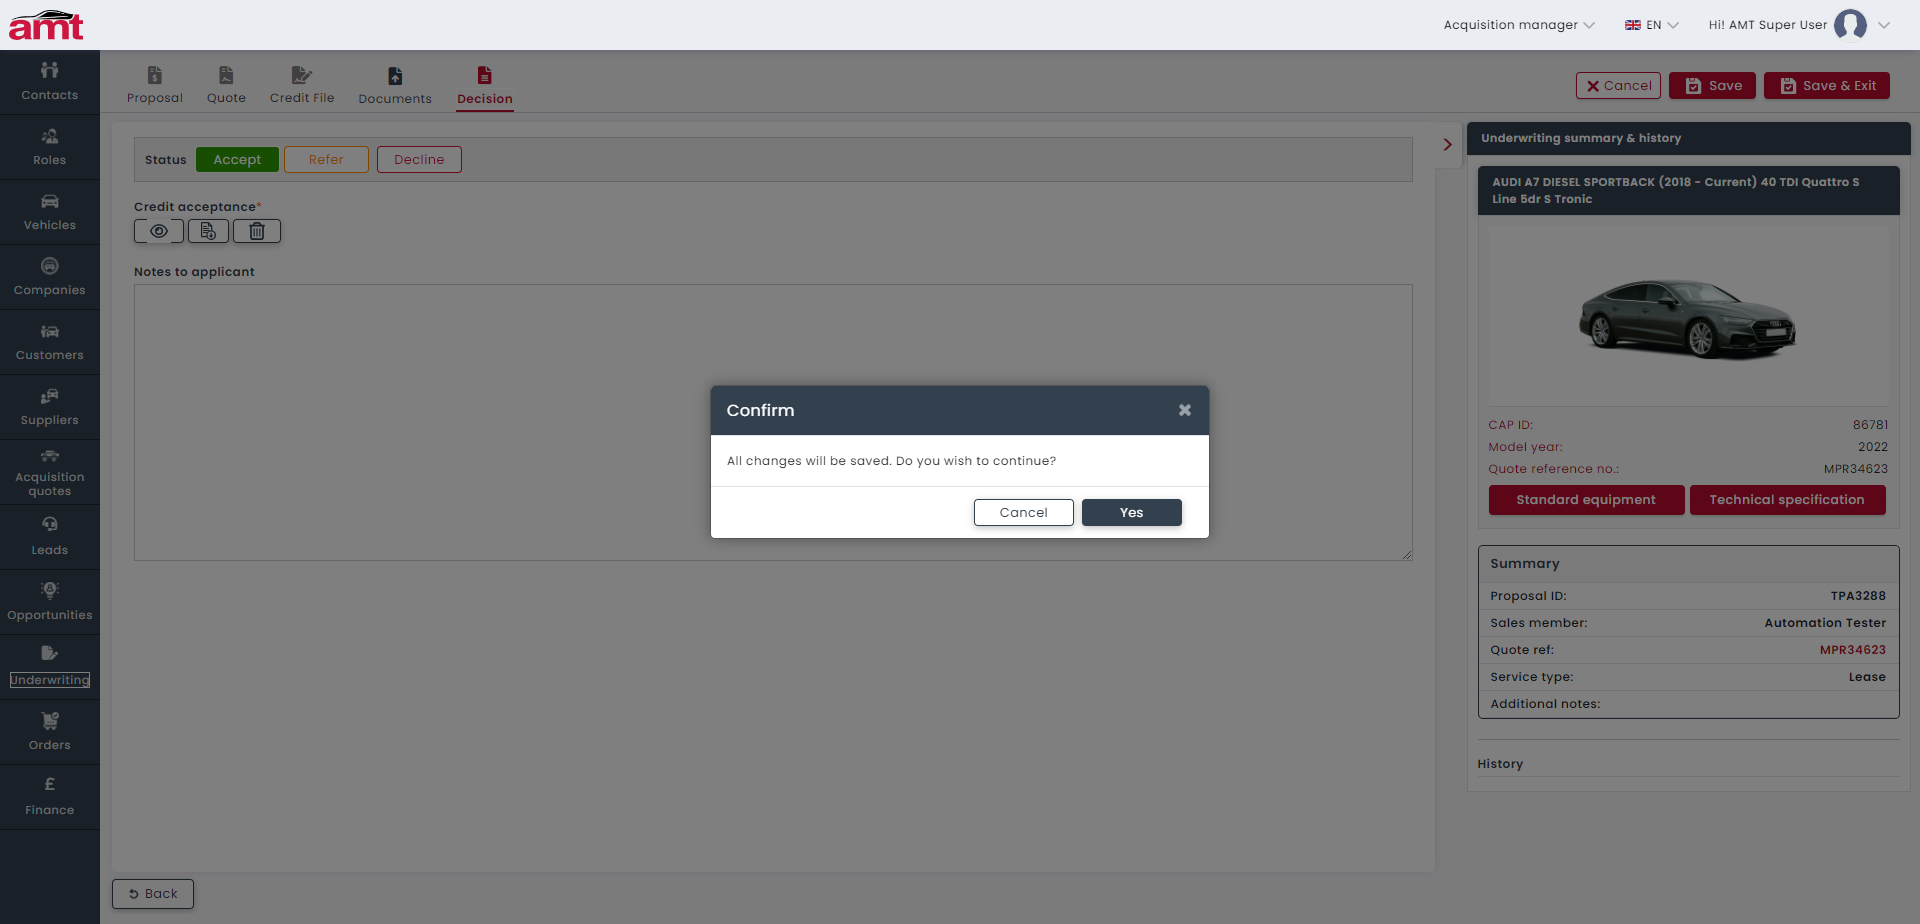 amt
Acquisition manager
EN
Hi! AMT Super User
Contacts
Roles
Vehicles
Companies
Customers
Suppliers
Acquisition
quotes
Leads
Opportunities
Underwriting
Orders
£
Finance
Proposal
Quote
Credit File
Documents
Decision
Cancel
Save
Save & Exit
Status
Accept
Refer
Decline
Credit acceptance*
Notes to applicant
Confirm
All changes will be saved. Do you wish to continue?
Cancel
Yes
Back
Underwriting summary & history
AUDI A7 DIESEL SPORTBACK (2018 - Current) 40 TDI Quattro S
Line 5dr S Tronic
CAP ID: 86781
Model year: 2022
Quote reference no.: MPR34623
Standard equipment
Technical specification
Summary
Proposal ID: TPA3288
Sales member: Automation Tester
Quote ref: MPR34623
Service type: Lease
Additional notes:
History